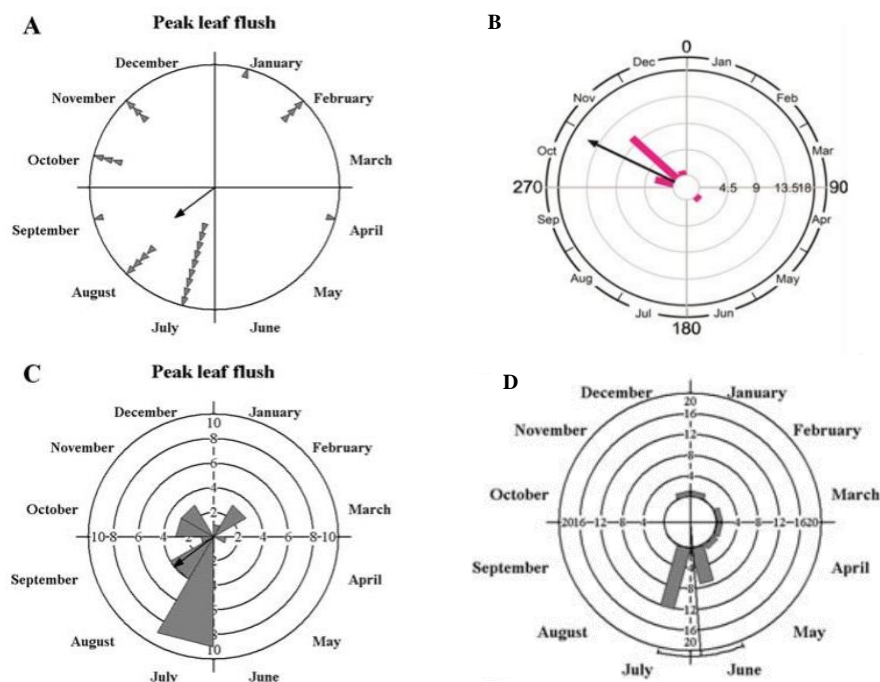 A
Peak leaf flush
December
January
November
February
October
March
September
April
August
May
July
June
B
0
Dec
Jan
Nov
Feb
Oct
Mar
270
4.5
9
13.5
18
90
Sep
Apr
Aug
May
Jul
Jun
180
C
Peak leaf flush
December
January
10
November
8
February
6
4
October
2
March
10
8
6
4
2
2
4
6
8
10
September
2
April
4
6
August
8
May
10
July
June
D
December
January
20
16
November
February
12
8
October
4
March
20
16
12
8
4
4
8
12
16
20
September
4
April
8
12
August
16
May
20
July
June